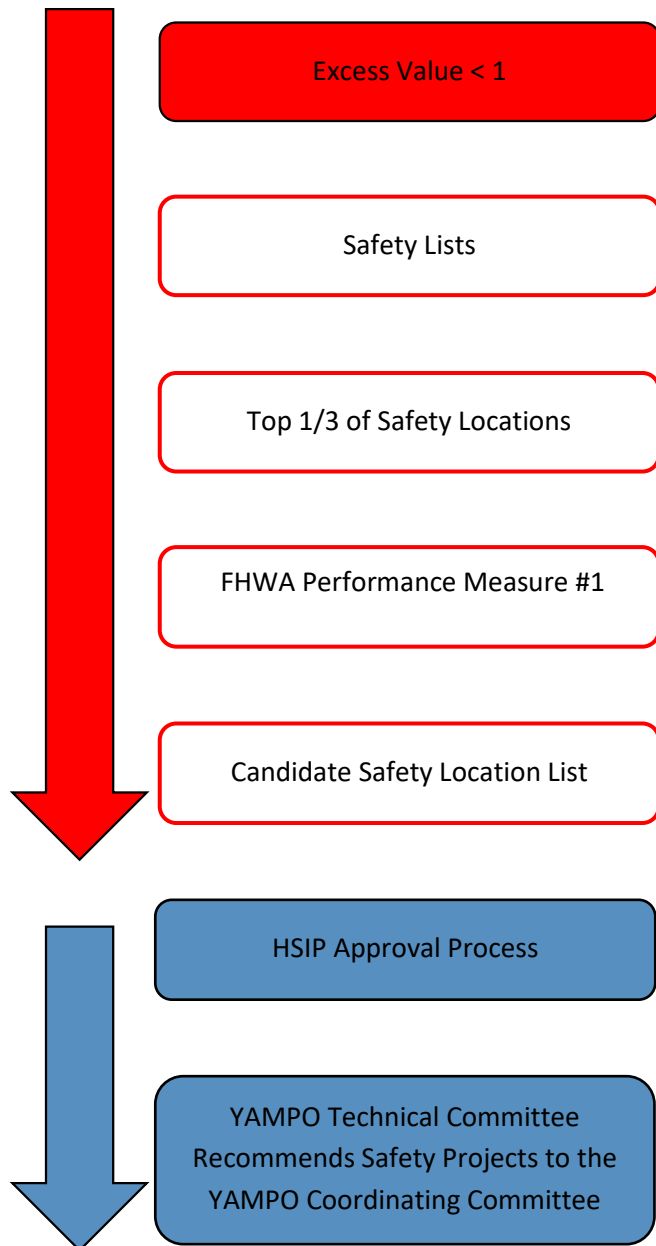 Excess Value < 1
Safety Lists
Top 1/3 of Safety Locations
FHWA Performance Measure #1
Candidate Safety Location List
HSIP Approval Process
YAMPO Technical Committee
Recommends Safety Projects to the
YAMPO Coordinating Committee